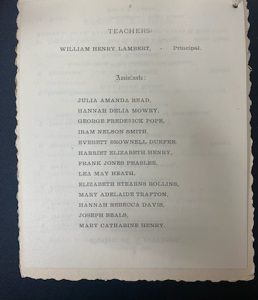 TEACHERS:
WILLIAM HENRY LAMBERT, - Principal.
Assistants:
JULIA AMANDA READ,
HANNAH DELIA MOWRY,
GEORGE FREDERICK POPE,
IRAM NELSON SMITH,
EVERETT BROWNELL DURFEE,
HARRIET ELIZABETH HENRY,
FRANK JONES PEASLEE,
LEA MAY HEATH,
ELIZABETH STEARNS ROLLINS,
MARY ADELAIDE TRAFTON,
HANNAH REBECCA DAVIS,
JOSEPH BEALS,
MARY CATHARINE HENRY.